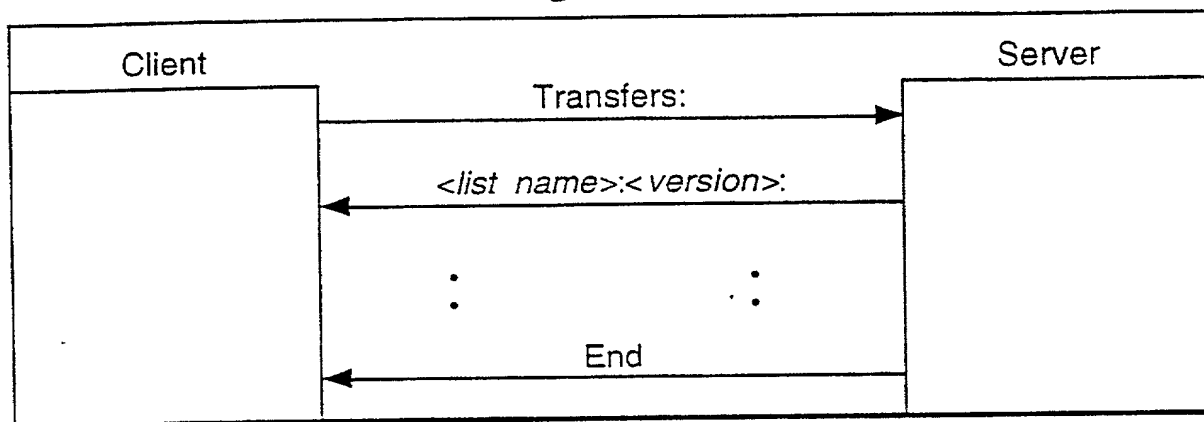 Client
Server
Transfers:
<list name>:<version>:
: :
End